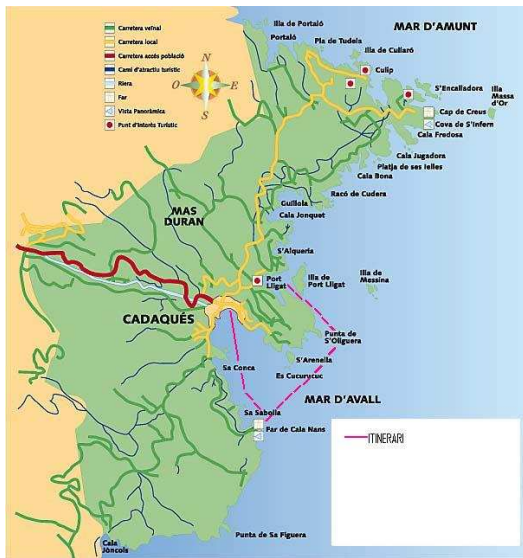 Carretera veïnal
Carretera local
Carretera accés població
Camí d'atractiu turístic
Riera
Far
Vista Panoràmica
Punt d'Interès Turístic
N
O
E
S
MAR D'AMUNT
Illa de
Portaló
Portaló
Pla de Tudela
Illa de Cullaró
Culip
S'Encalladora
Illa
Massa
d'Or
Cap de Creus
Cova de S'Infern
Cala Fredosa
Cala Jugadora
Platja de ses Ielles
Cala Bona
Racó de Cudera
Guillola
Cala Jonquet
MAS
DURAN
S'Alqueria
Port
Lligat
Illa de
Port Lligat
Illa de
Messina
CADAQUÉS
Punta de
S'Oliguera
S'Arenella
Sa Conca
Es Cucurucuc
MAR D'AVALL
Sa Sabolla
Far de Cala Nans
ITINERARI
Punta de Sa Figuera
Cala
Jòncols